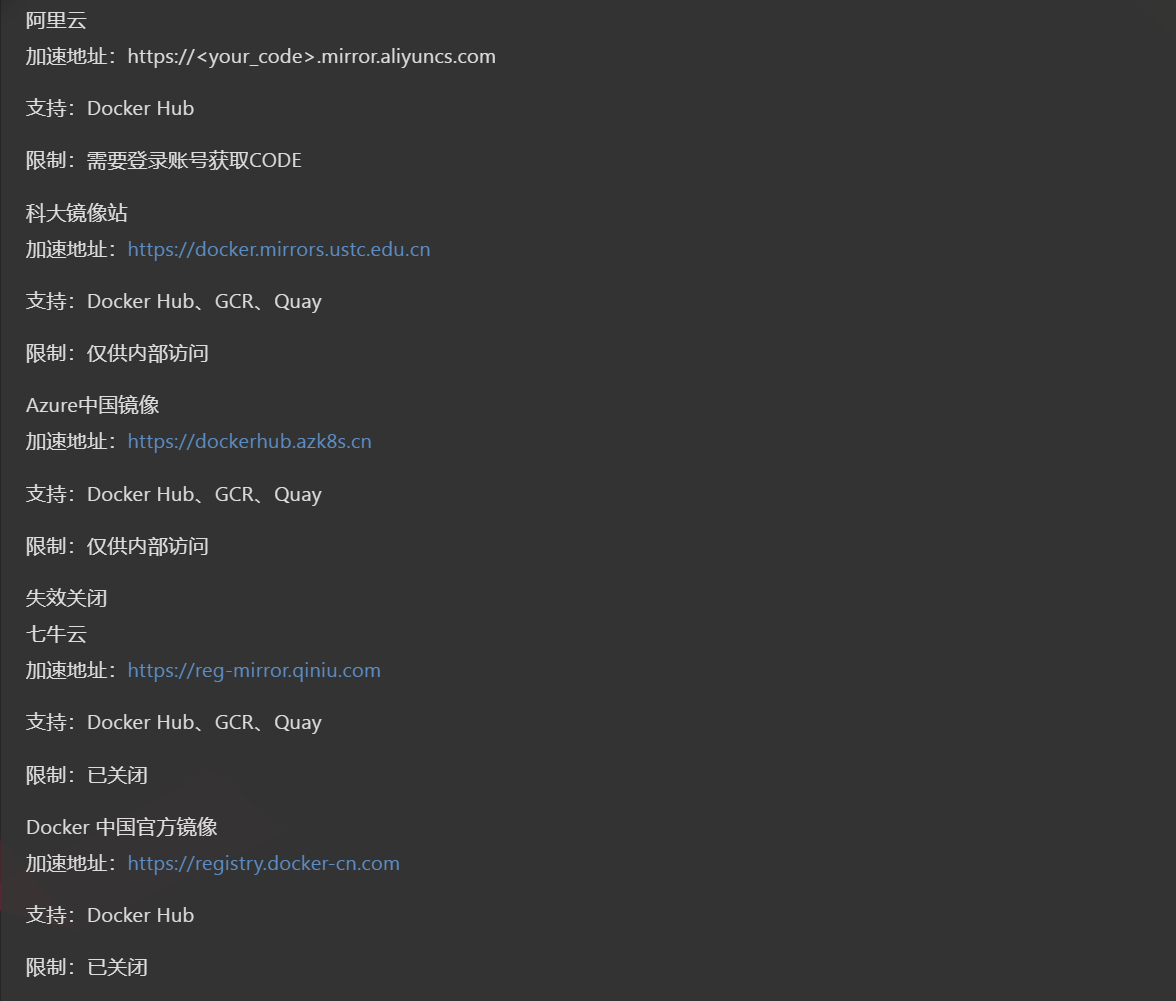 阿里云
加速地址：https://<your_code>.mirror.aliyuncs.com
支持：Docker Hub
限制：需要登录账号获取CODE
科大镜像站
加速地址：https://docker.mirrors.ustc.edu.cn
支持：Docker Hub、GCR、Quay
限制：仅供内部访问
Azure中国镜像
加速地址：https://dockerhub.azk8s.cn
支持：Docker Hub、GCR、Quay
限制：仅供内部访问
失效关闭
七牛云
加速地址：https://reg-mirror.qiniu.com
支持：Docker Hub、GCR、Quay
限制：已关闭
Docker 中国官方镜像
加速地址：https://registry.docker-cn.com
支持：Docker Hub
限制：已关闭